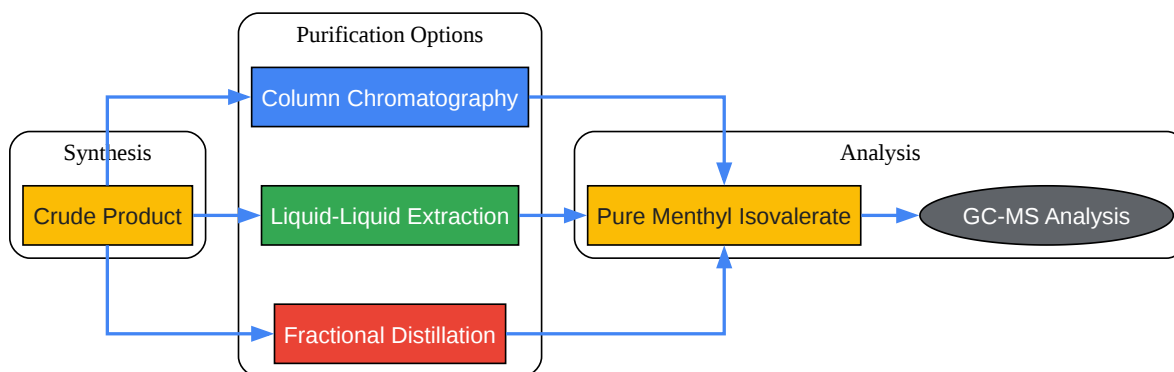 Purification Options
Column Chromatography
Synthesis
Analysis
Crude Product
Liquid-Liquid Extraction
Pure Menthyl Isovalerate
GC-MS Analysis
Fractional Distillation